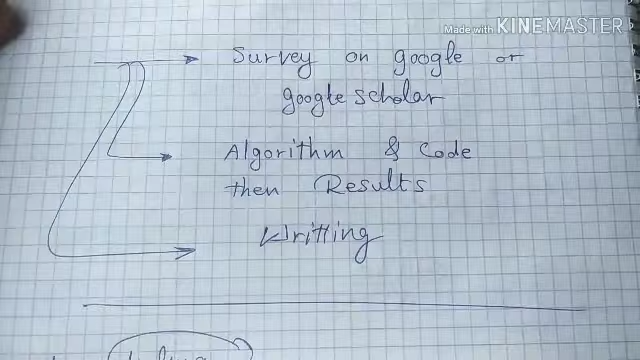 Made with KINEMASTER
Survey on google or
google scholar
Algorithm & Code
then Results
Writting